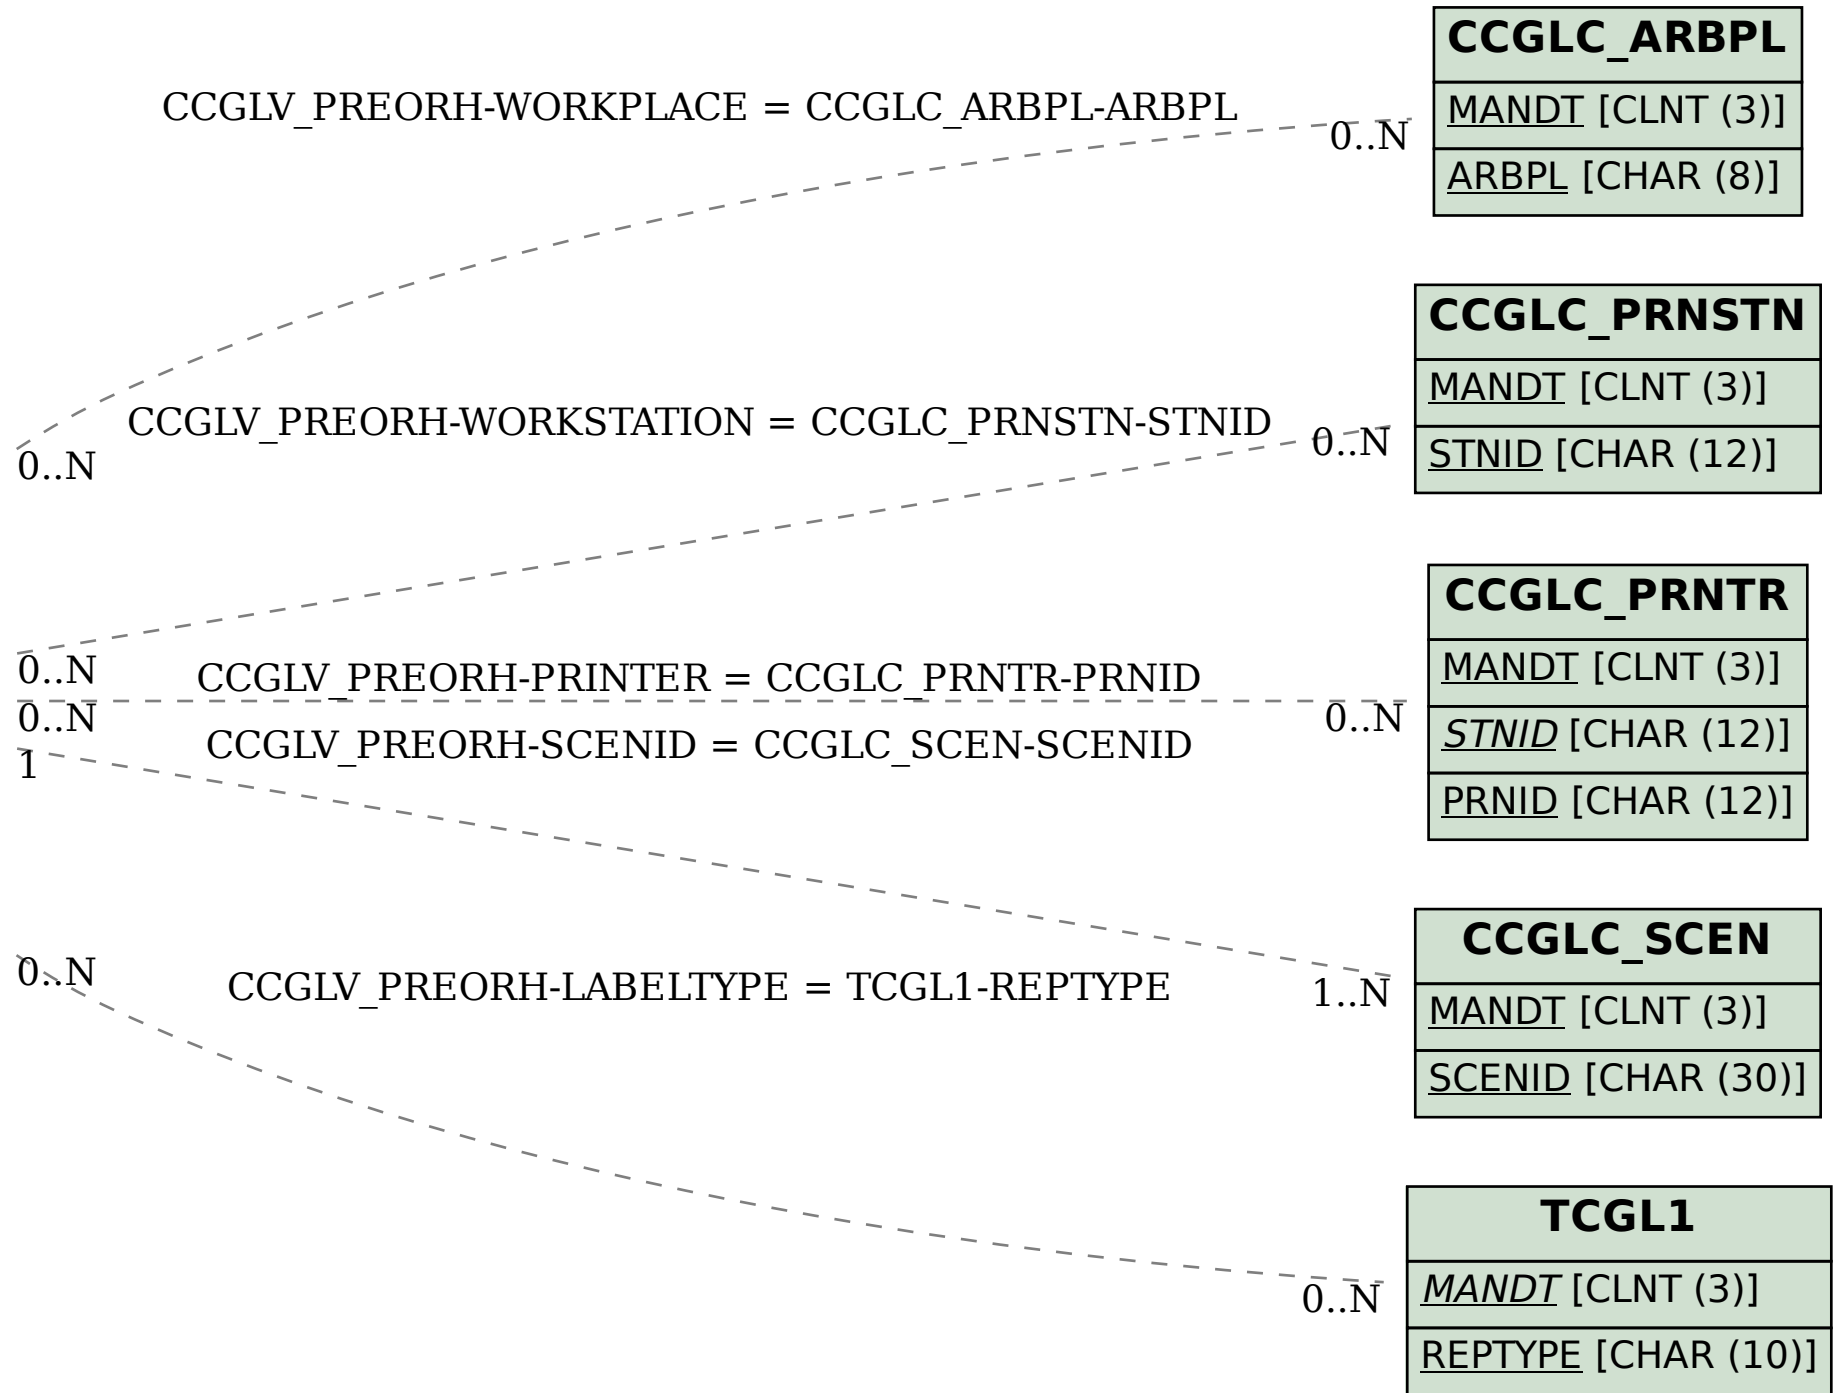 CCGLC_ARBPL
MANDT [CLNT (3)]
ARBPL [CHAR (8)]
CCGLV_PREORH-WORKPLACE = CCGLC_ARBPL-ARBPL
0..N
0..N
CCGLC_PRNSTN
MANDT [CLNT (3)]
STNID [CHAR (12)]
CCGLV_PREORH-WORKSTATION = CCGLC_PRNSTN-STNID
0..N
0..N
CCGLC_PRNTR
MANDT [CLNT (3)]
STNID [CHAR (12)]
PRNID [CHAR (12)]
CCGLV_PREORH-PRINTER = CCGLC_PRNTR-PRNID
0..N
0..N
CCGLV_PREORH-SCENID = CCGLC_SCEN-SCENID
1
1..N
CCGLC_SCEN
MANDT [CLNT (3)]
SCENID [CHAR (30)]
CCGLV_PREORH-LABELTYPE = TCGL1-REPTYPE
0..N
0..N
TCGL1
MANDT [CLNT (3)]
REPTYPE [CHAR (10)]